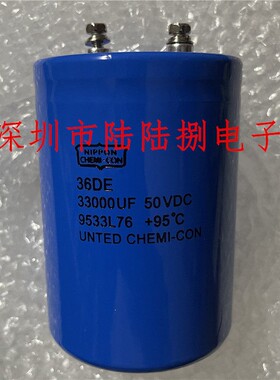 NIPPON
CHEMI-CON
深圳市陆陆捌电子
36DE
33000UF 50VDC
9533L76 +95℃
UNTED CHEMI-CON